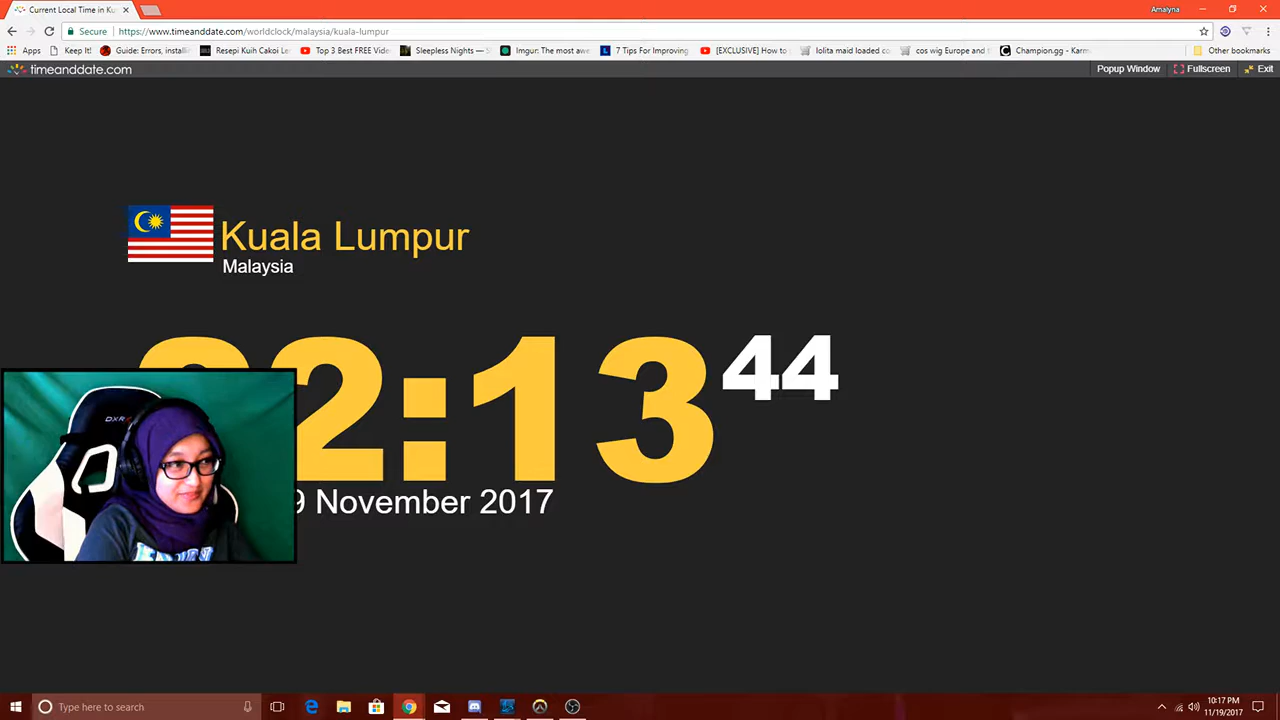 Current Local Time in Ku
Amalyna
Secure
https://www.timeanddate.com/worldclock/malaysia/kuala-lumpur
Apps
Keep It!
Guide: Errors, install
Resepi Kuih Cakoi Le
Top 3 Best FREE Vide
Sleepless Nights — S
Imgur: The most awe
7 Tips For Improving
[EXCLUSIVE] How to
lolita maid loaded co
cos wig Europe and th
Champion.gg - Karm
Other bookmarks
timeanddate.com
Popup Window
Fullscreen
Exit
Kuala Lumpur
Malaysia
22:13 44
9 November 2017
DXR
Type here to search
10:17 PM
11/19/2017